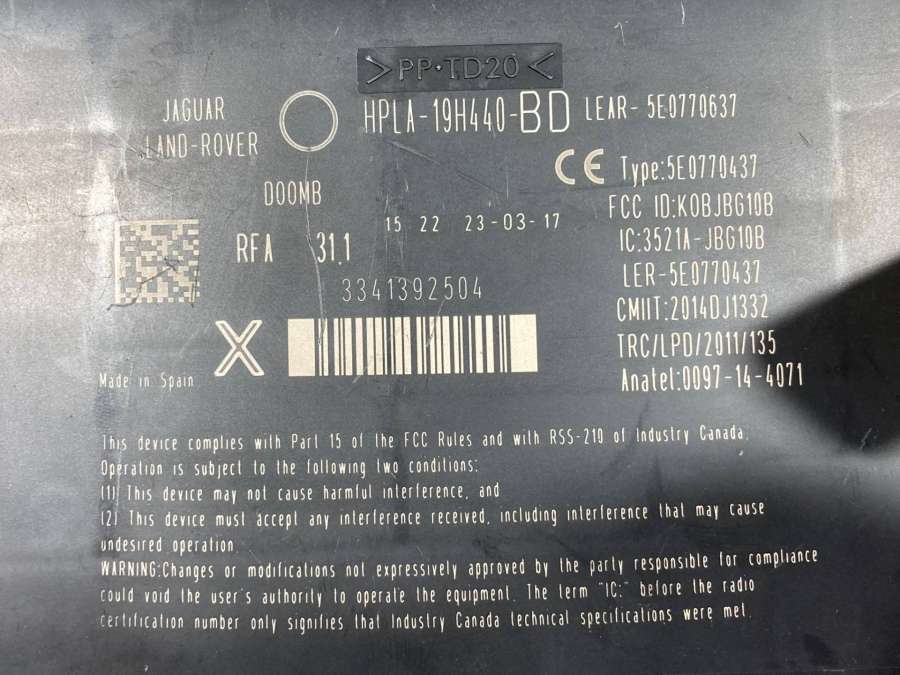 >PP·TD20<
JAGUAR
LAND-ROVER
HPLA-19H440-BD
LEAR-5E0770637
D00MB
CE Type:5E0770437
FCC ID:KOBJBG10B
15 22 23-03-17
RFA 31.1
IC:3521A-JBG10B
LER-5E0770437
3341392504
CMIIT:2014DJ1332
X
TRC/LPD/2011/135
Made in Spain
Anatel:0097-14-4071
This device complies with Part 15 of the FCC Rules and with RSS-210 of Industry Canada.
Operation is subject to the following two conditions:
(1) This device may not cause harmful interference, and
(2) This device must accept any interference received, including interference that may cause
undesired operation
WARNING:Changes or modifications not expressively approved by the party responsible for compliance
could void the user's authority to operate the equipment. The term "IC:" before the radio
certification number only signifies that Industry Canada technical specifications were met.